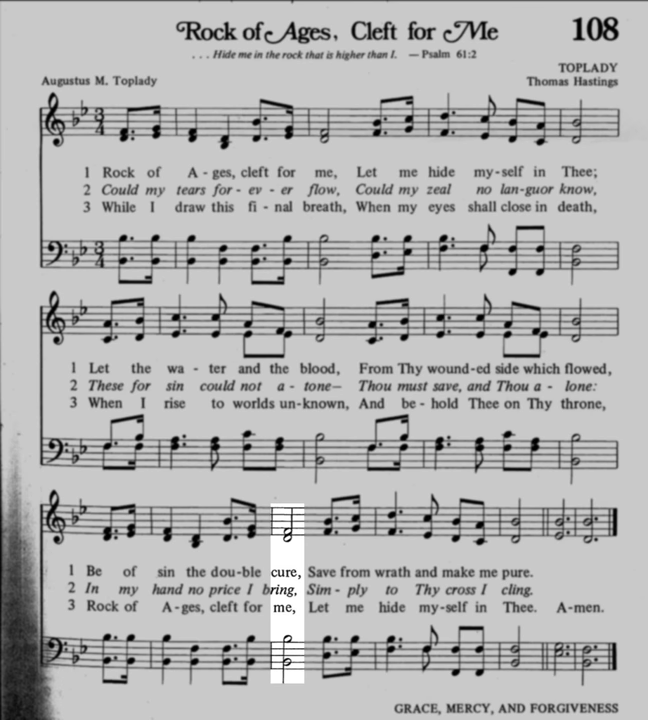 Rock of Ages, Cleft for Me 108
. . . Hide me in the rock that is higher than I. — Psalm 61:2
TOPLADY
Augustus M. Toplady Thomas Hastings
1 Rock of A - ges, cleft for me, Let me hide my-self in Thee;
2 Could my tears for - ev - er flow, Could my zeal no lan-guor know,
3 While I draw this fi - nal breath, When my eyes shall close in death,
1 Let the wa - ter and the blood, From Thy wound-ed side which flowed,
2 These for sin could not a - tone— Thou must save, and Thou a - lone:
3 When I rise to worlds un-known, And be - hold Thee on Thy throne,
1 Be of sin the dou-ble cure, Save from wrath and make me pure.
2 In my hand no price I bring, Sim - ply to Thy cross I cling.
3 Rock of A-ges, cleft for me, Let me hide my-self in Thee. A-men.
GRACE, MERCY, AND FORGIVENESS